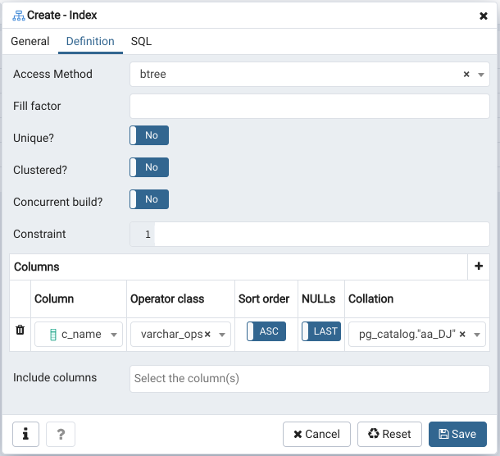 Create - Index
General Definition SQL
Access Method btree
Fill factor
Unique? No
Clustered? No
Concurrent build? No
Constraint 1
Columns
Column Operator class Sort order NULLs Collation
c_name varchar_ops ASC LAST pg_catalog."aa_DJ"
Include columns Select the column(s)
i ? Cancel Reset Save